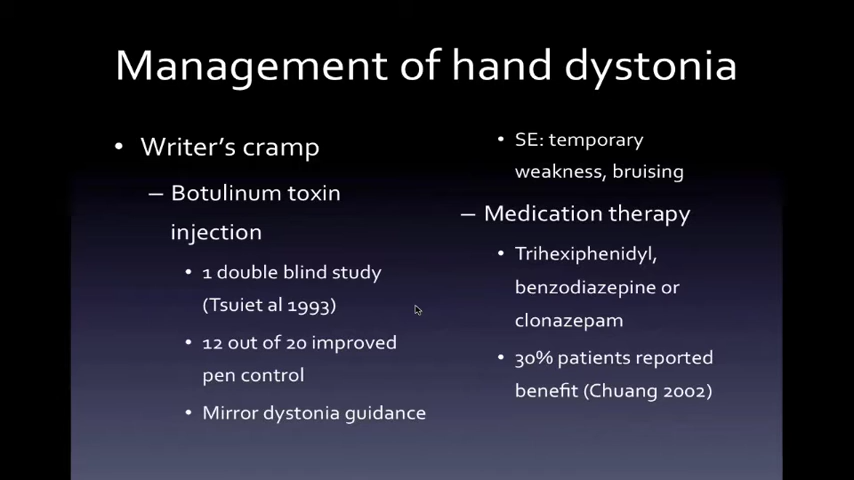 Management of hand dystonia
• Writer's cramp
– Botulinum toxin
injection
• 1 double blind study
(Tsuiet al 1993)
• 12 out of 20 improved
pen control
• Mirror dystonia guidance
• SE: temporary
weakness, bruising
– Medication therapy
• Trihexiphenidyl,
benzodiazepine or
clonazepam
• 30% patients reported
benefit (Chuang 2002)